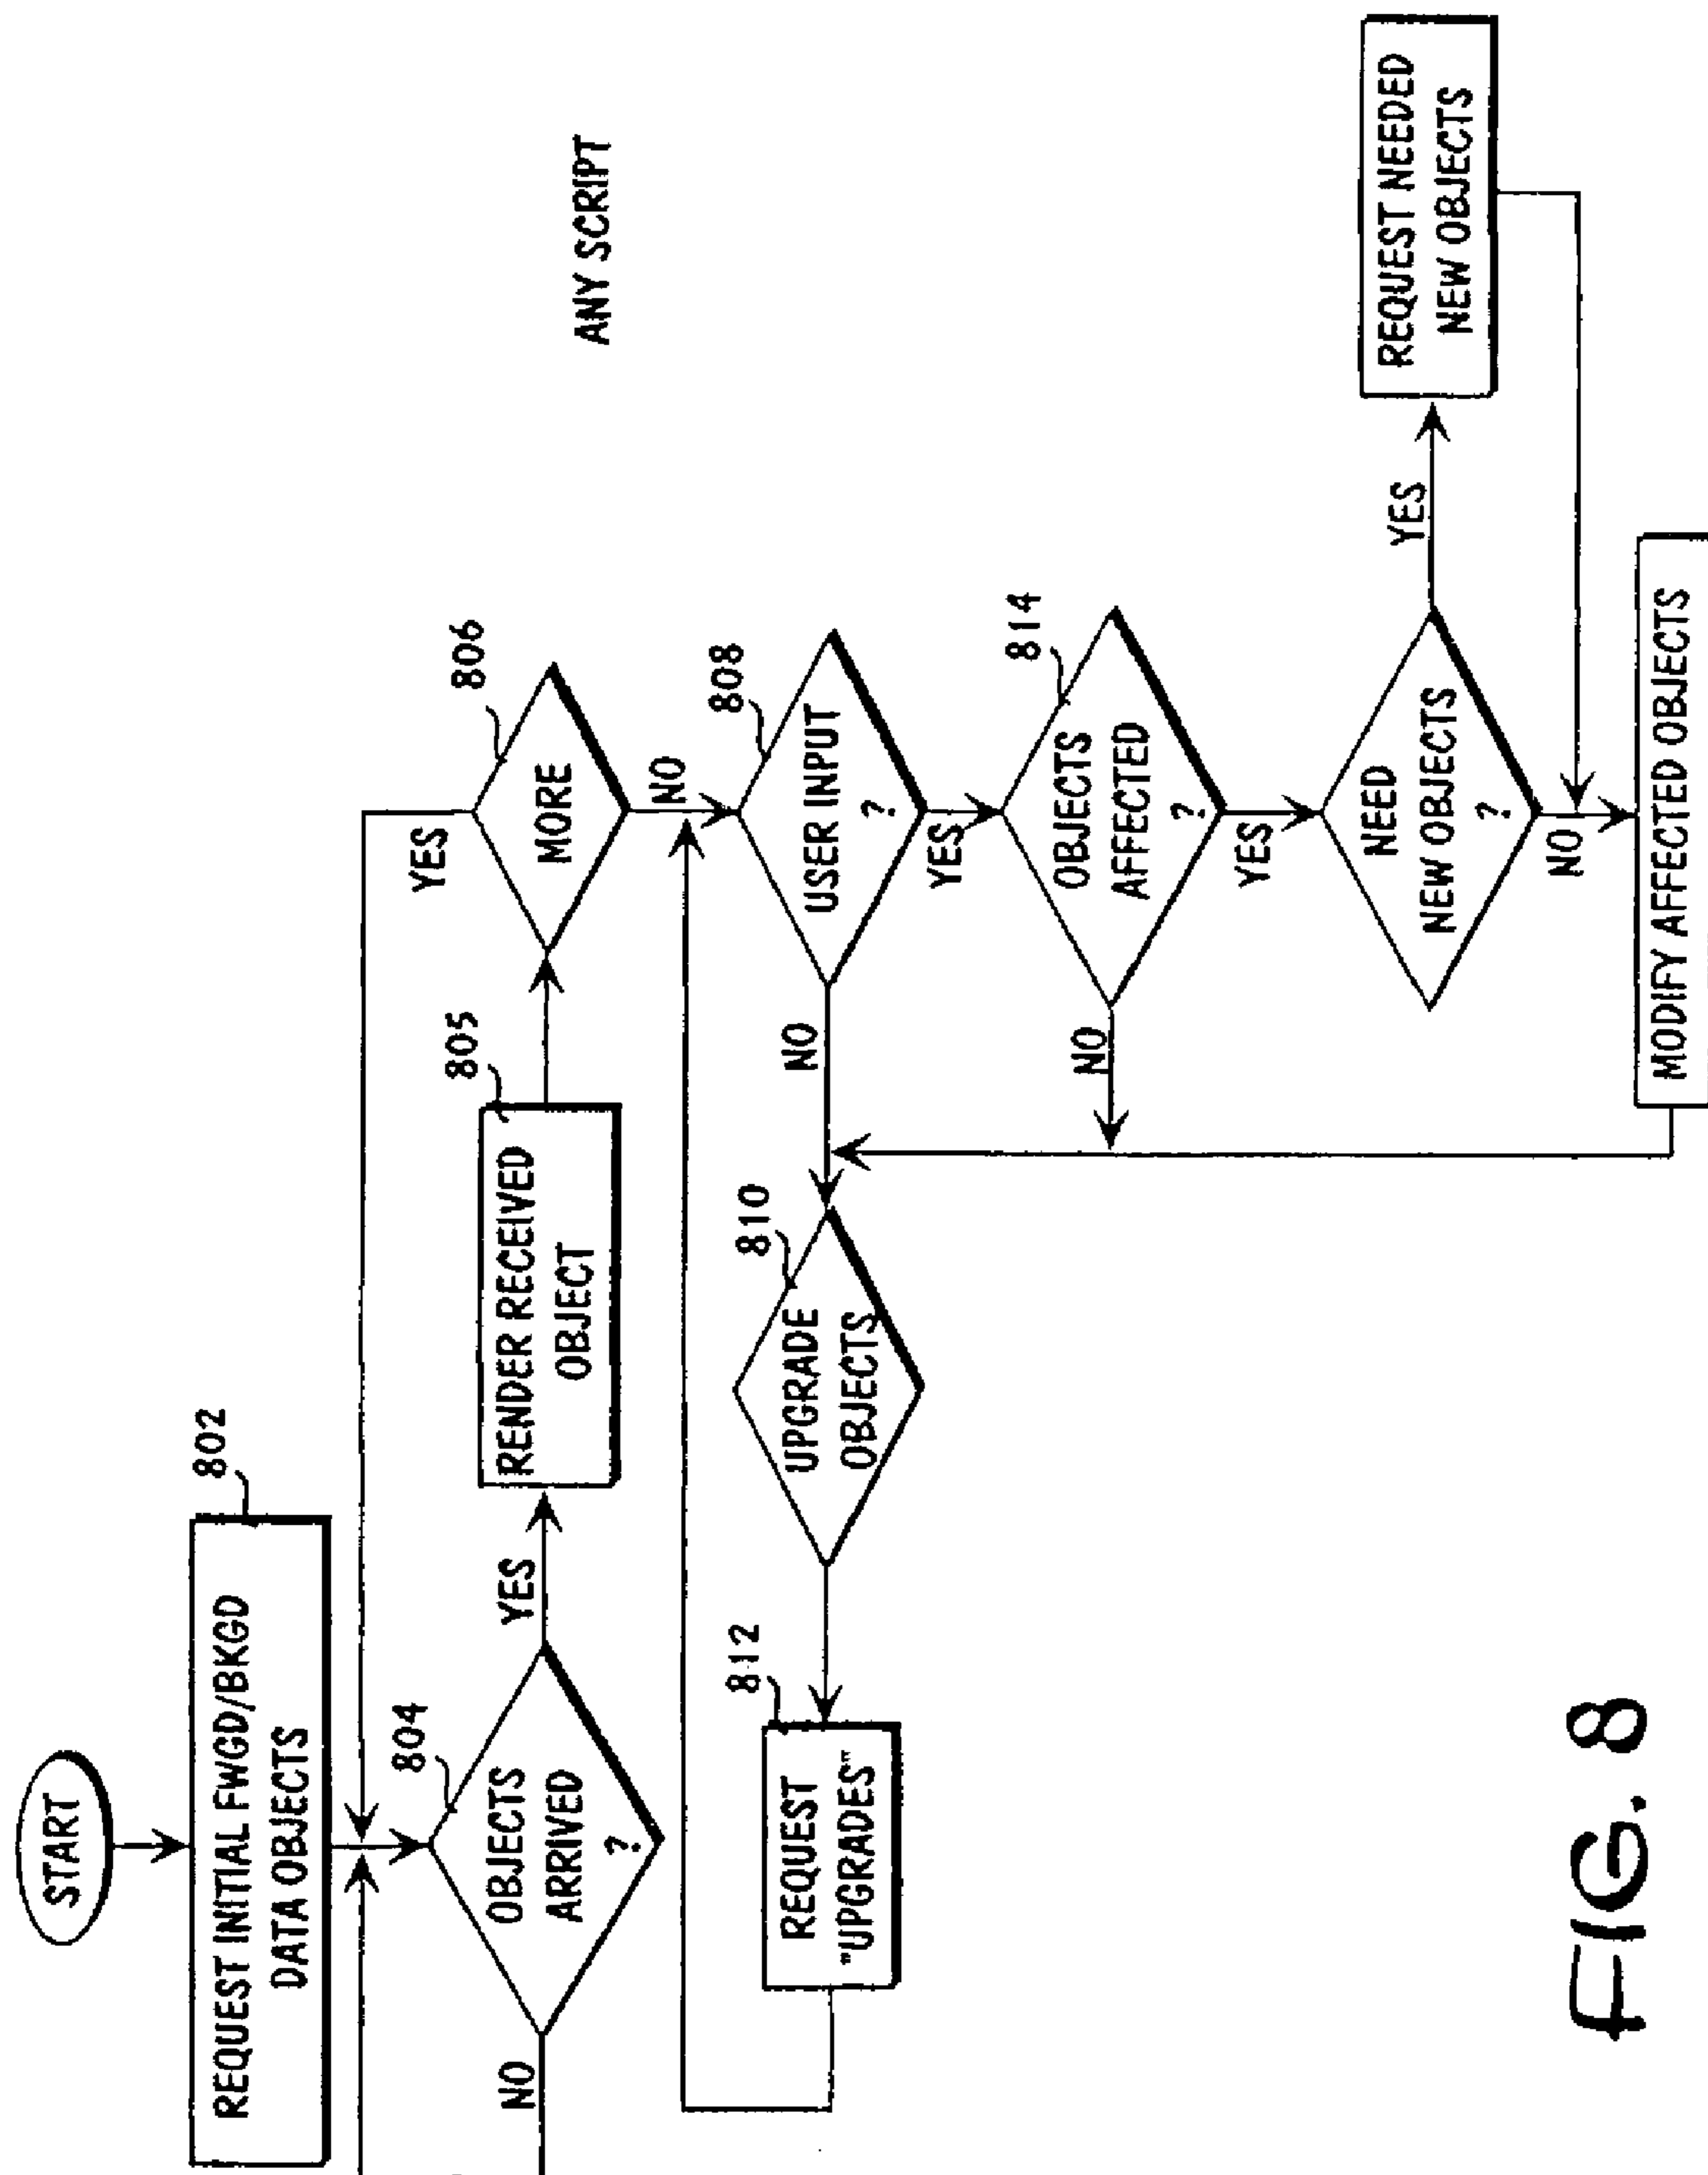 START
802
REQUEST INITIAL FWGD/BKGD
DATA OBJECTS
YES
804
OBJECTS
ARRIVED
?
NO
YES
805
RENDER RECEIVED
OBJECT
806
MORE
NO
ANY SCRIPT
812
REQUEST
"UPGRADES"
810
UPGRADE
OBJECTS
NO
808
USER INPUT
?
YES
814
OBJECTS
AFFECTED
?
NO
YES
NEED
NEW OBJECTS
?
YES
NO
REQUEST NEEDED
NEW OBJECTS
MODIFY AFFECTED OBJECTS
FIG. 8